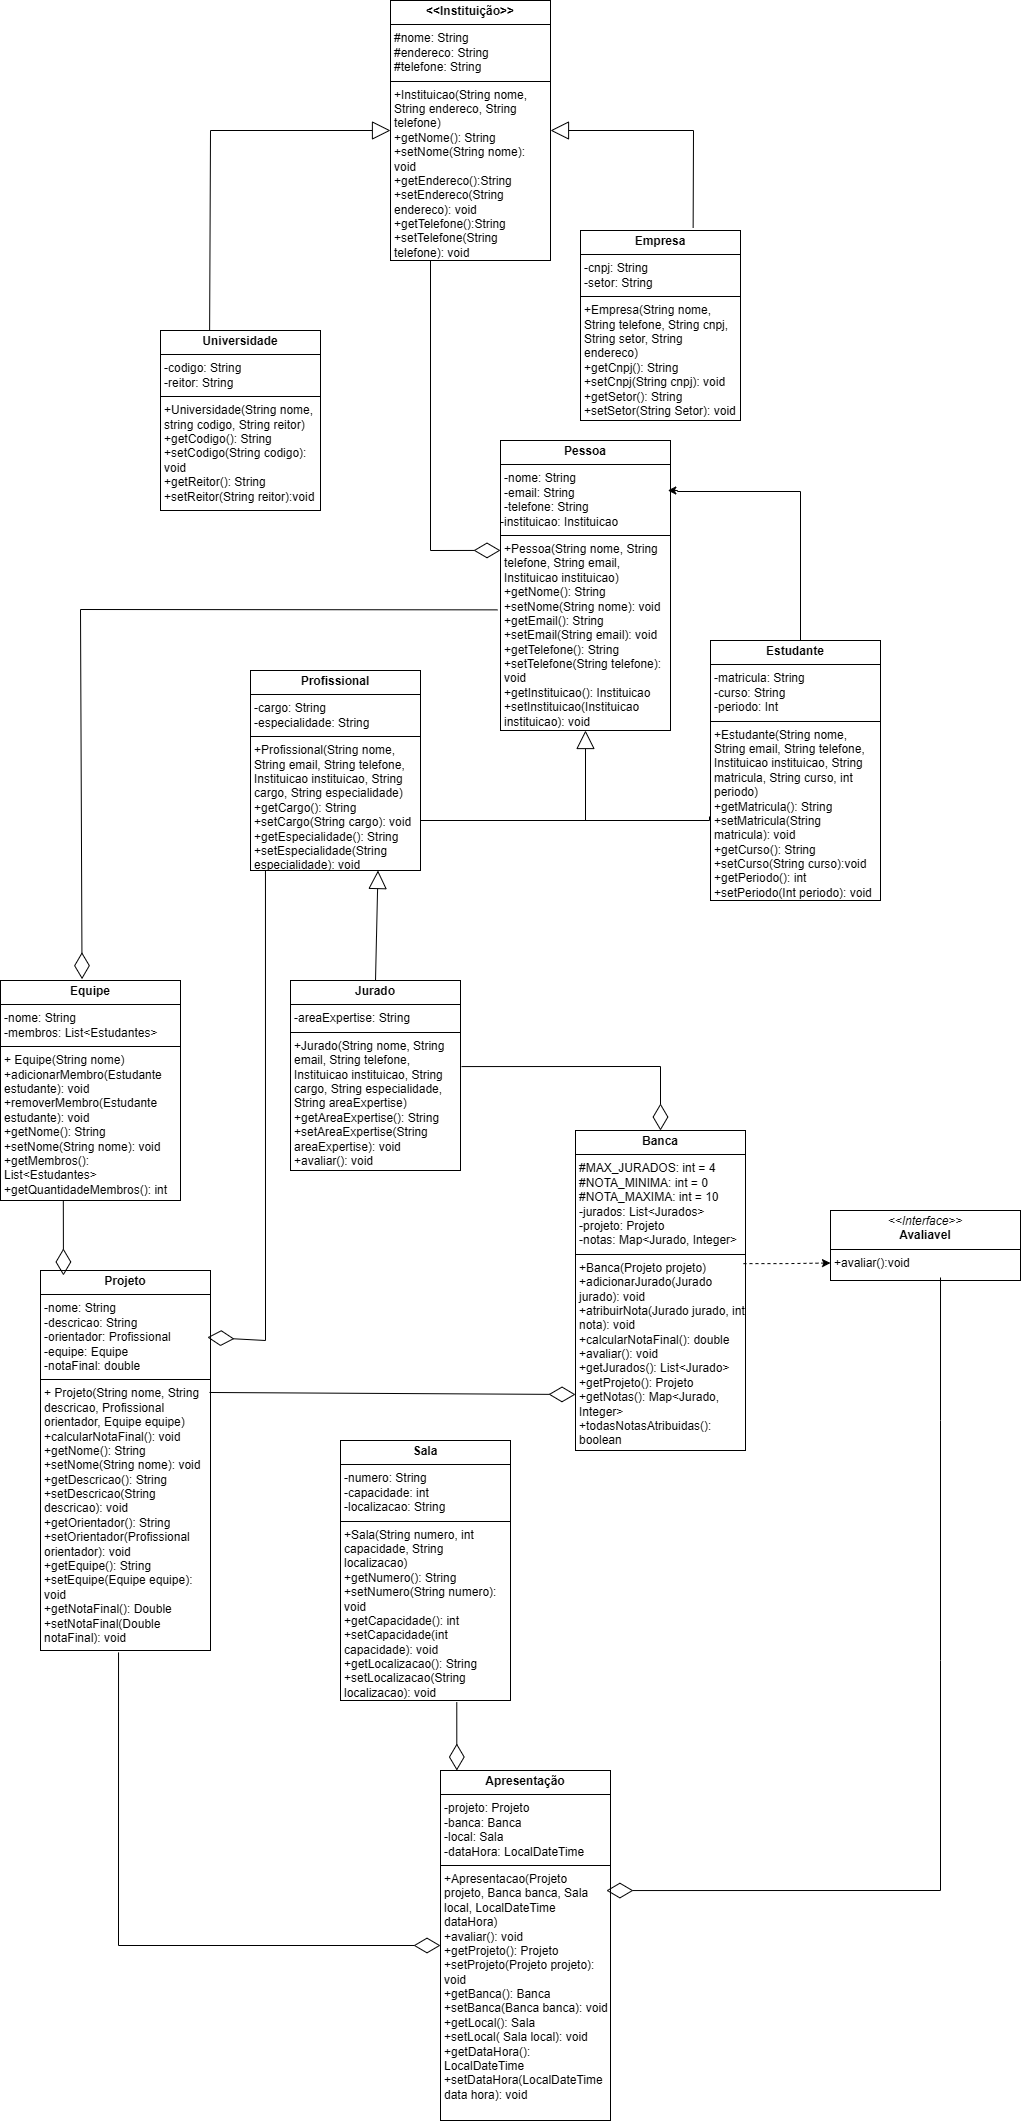 <<Instituição>>
#nome: String
#endereco: String
#telefone: String
+Instituicao(String nome,
String endereco, String
telefone)
+getNome(): String
+setNome(String nome):
void
+getEndereco():String
+setEndereco(String
endereco): void
+getTelefone():String
+setTelefone(String
telefone): void
Empresa
-cnpj: String
-setor: String
+Empresa(String nome,
String telefone, String cnpj,
String setor, String
endereco)
+getCnpj(): String
+setCnpj(String cnpj): void
+getSetor(): String
+setSetor(String Setor): void
Universidade
-codigo: String
-reitor: String
+Universidade(String nome,
string codigo, String reitor)
+getCodigo(): String
+setCodigo(String codigo):
void
+getReitor(): String
+setReitor(String reitor):void
Pessoa
-nome: String
-email: String
-telefone: String
-instituicao: Instituicao
+Pessoa(String nome, String
telefone, String email,
Instituicao instituicao)
+getNome(): String
+setNome(String nome): void
+getEmail(): String
+setEmail(String email): void
+getTelefone(): String
+setTelefone(String telefone):
void
+getInstituicao(): Instituicao
+setInstituicao(Instituicao
instituicao): void
Estudante
-matricula: String
-curso: String
-periodo: Int
+Estudante(String nome,
String email, String telefone,
Instituicao instituicao, String
matricula, String curso, int
periodo)
+getMatricula(): String
+setMatricula(String
matricula): void
+getCurso(): String
+setCurso(String curso):void
+getPeriodo(): int
+setPeriodo(Int periodo): void
Profissional
-cargo: String
-especialidade: String
+Profissional(String nome,
String email, String telefone,
Instituicao instituicao, String
cargo, String especialidade)
+getCargo(): String
+setCargo(String cargo): void
+getEspecialidade(): String
+setEspecialidade(String
especialidade): void
Equipe
-nome: String
-membros: List<Estudantes>
+ Equipe(String nome)
+adicionarMembro(Estudante
estudante): void
+removerMembro(Estudante
estudante): void
+getNome(): String
+setNome(String nome): void
+getMembros():
List<Estudantes>
+getQuantidadeMembros(): int
Jurado
-areaExpertise: String
+Jurado(String nome, String
email, String telefone,
Instituicao instituicao, String
cargo, String especialidade,
String areaExpertise)
+getAreaExpertise(): String
+setAreaExpertise(String
areaExpertise): void
+avaliar(): void
Banca
#MAX_JURADOS: int = 4
#NOTA_MINIMA: int = 0
#NOTA_MAXIMA: int = 10
-jurados: List<Jurados>
-projeto: Projeto
-notas: Map<Jurado, Integer>
+Banca(Projeto projeto)
+adicionarJurado(Jurado
jurado): void
+atribuirNota(Jurado jurado, int
nota): void
+calcularNotaFinal(): double
+avaliar(): void
+getJurados(): List<Jurado>
+getProjeto(): Projeto
+getNotas(): Map<Jurado,
Integer>
+todasNotasAtribuidas():
boolean
<<Interface>>
Avaliavel
+avaliar():void
Projeto
-nome: String
-descricao: String
-orientador: Profissional
-equipe: Equipe
-notaFinal: double
+ Projeto(String nome, String
descricao, Profissional
orientador, Equipe equipe)
+calcularNotaFinal(): void
+getNome(): String
+setNome(String nome): void
+getDescricao(): String
+setDescricao(String
descricao): void
+getOrientador(): String
+setOrientador(Profissional
orientador): void
+getEquipe(): String
+setEquipe(Equipe equipe):
void
+getNotaFinal(): Double
+setNotaFinal(Double
notaFinal): void
Sala
-numero: String
-capacidade: int
-localizacao: String
+Sala(String numero, int
capacidade, String
localizacao)
+getNumero(): String
+setNumero(String numero):
void
+getCapacidade(): int
+setCapacidade(int
capacidade): void
+getLocalizacao(): String
+setLocalizacao(String
localizacao): void
Apresentação
-projeto: Projeto
-banca: Banca
-local: Sala
-dataHora: LocalDateTime
+Apresentacao(Projeto
projeto, Banca banca, Sala
local, LocalDateTime
dataHora)
+avaliar(): void
+getProjeto(): Projeto
+setProjeto(Projeto projeto):
void
+getBanca(): Banca
+setBanca(Banca banca): void
+getLocal(): Sala
+setLocal( Sala local): void
+getDataHora():
LocalDateTime
+setDataHora(LocalDateTime
data hora): void